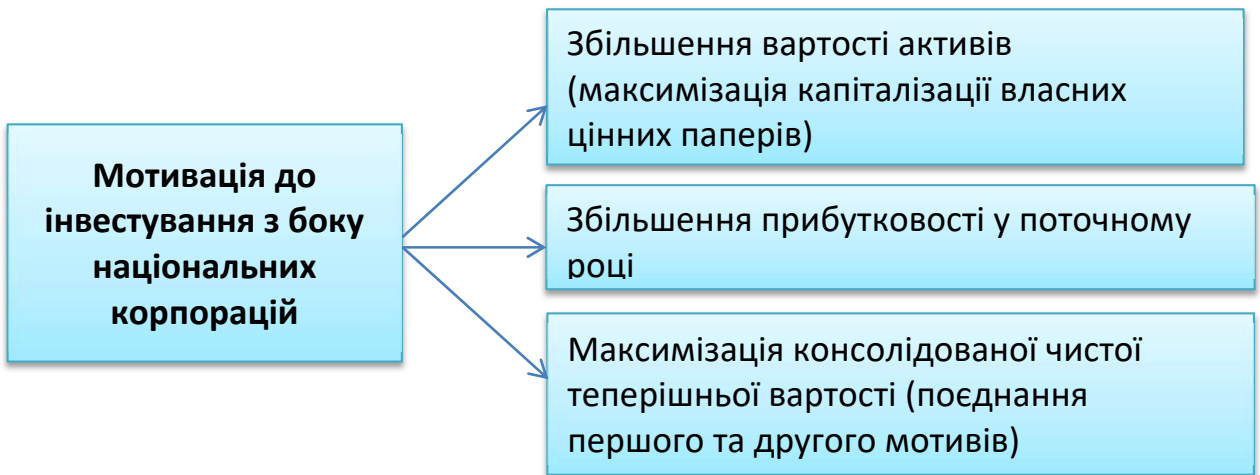 Мотивація до
інвестування з боку
національних
корпорацій
Збільшення вартості активів
(максимізація капіталізації власних
цінних паперів)
Збільшення прибутковості у поточному
році
Максимізація консолідованої чистої
теперішньої вартості (поєднання
першого та другого мотивів)